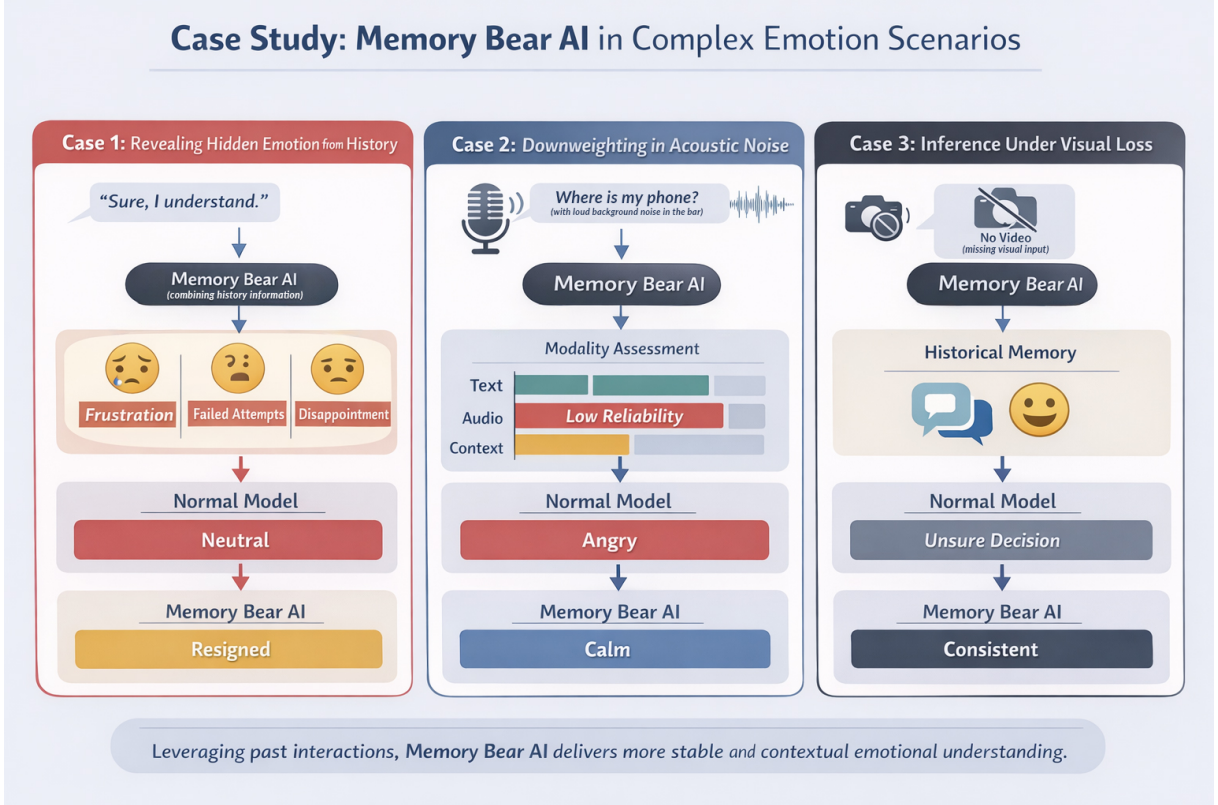 Case Study: Memory Bear AI in Complex Emotion Scenarios
Case 1: Revealing Hidden Emotion from History
“Sure, I understand.”
Memory Bear AI
(combining history information)
Frustration
Failed Attempts
Disappointment
Normal Model
Neutral
Memory Bear AI
Resigned
Case 2: Downweighting in Acoustic Noise
Where is my phone?
(with loud background noise in the bar)
Memory Bear AI
Modality Assessment
Text
Audio
Low Reliability
Context
Normal Model
Angry
Memory Bear AI
Calm
Case 3: Inference Under Visual Loss
No Video
(missing visual input)
Memory Bear AI
Historical Memory
Normal Model
Unsure Decision
Memory Bear AI
Consistent
Leveraging past interactions, Memory Bear AI delivers more stable and contextual emotional understanding.